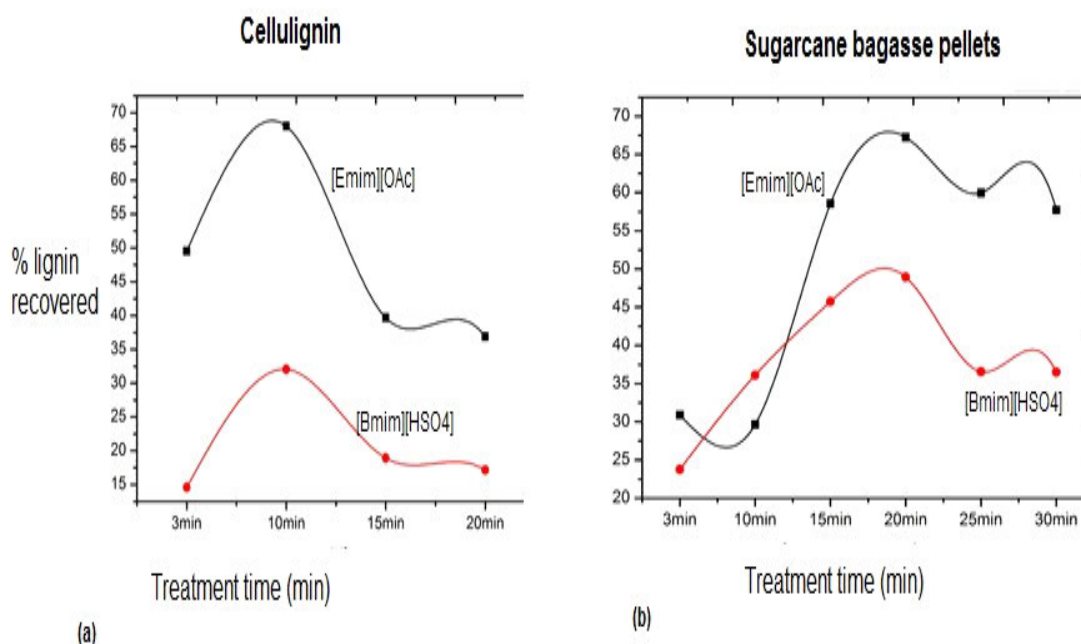 Cellulignin
70
65
60
55
50
45
40
35
30
25
20
15
% lignin
recovered
[Emim][OAc]
[Bmim][HSO4]
3min 10min 15min 20min
Treatment time (min)
(a)
Sugarcane bagasse pellets
70
65
60
55
50
45
40
35
30
25
20
[Emim][OAc]
[Bmim][HSO4]
3min 10min 15min 20min 25min 30min
Treatment time (min)
(b)